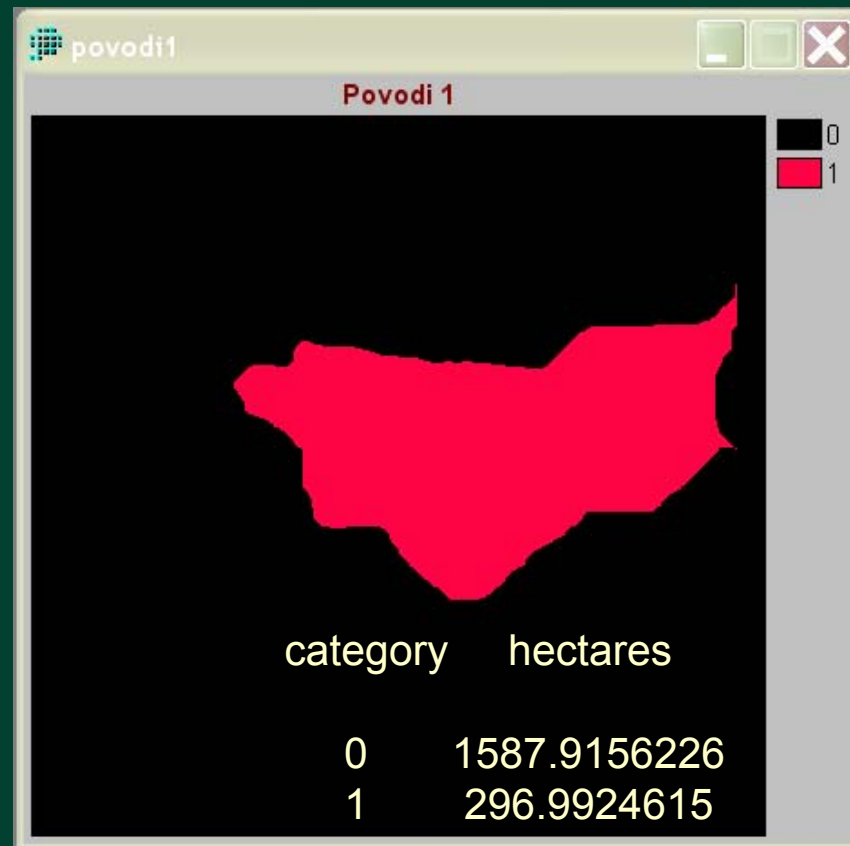 povodi1
Povodi 1
0
1
category hectares
0 1587.9156226
1 296.9924615